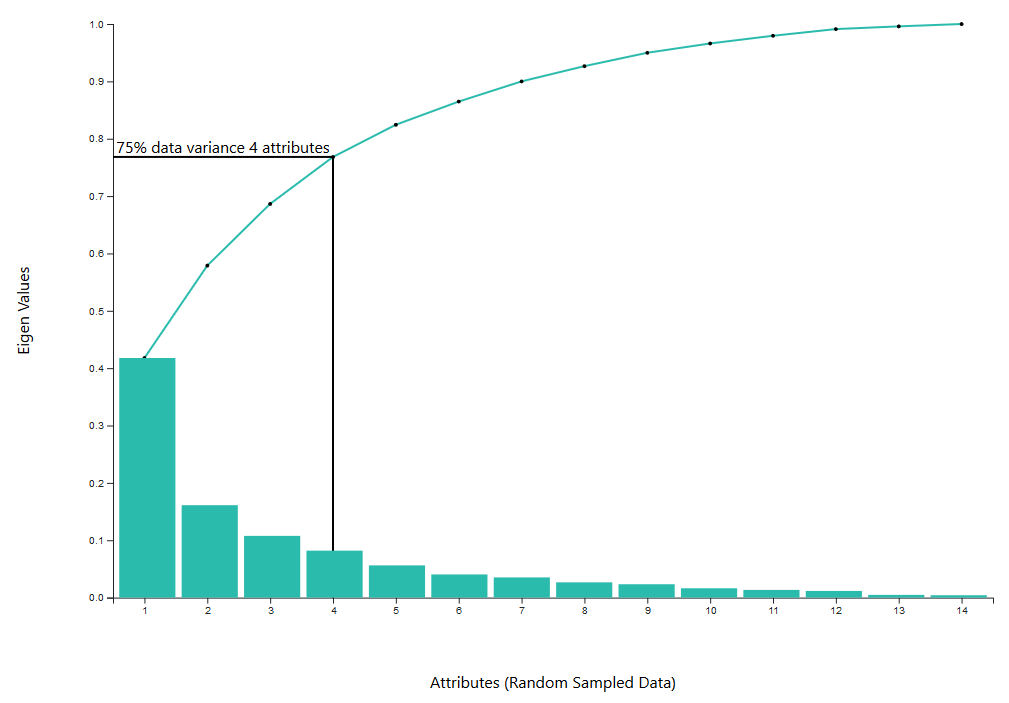 1.0
0.9
0.8
75% data variance 4 attributes
0.7
0.6
0.5
0.4
0.3
0.2
0.1
0.0
Eigen Values
1 2 3 4 5 6 7 8 9 10 11 12 13 14
Attributes (Random Sampled Data)